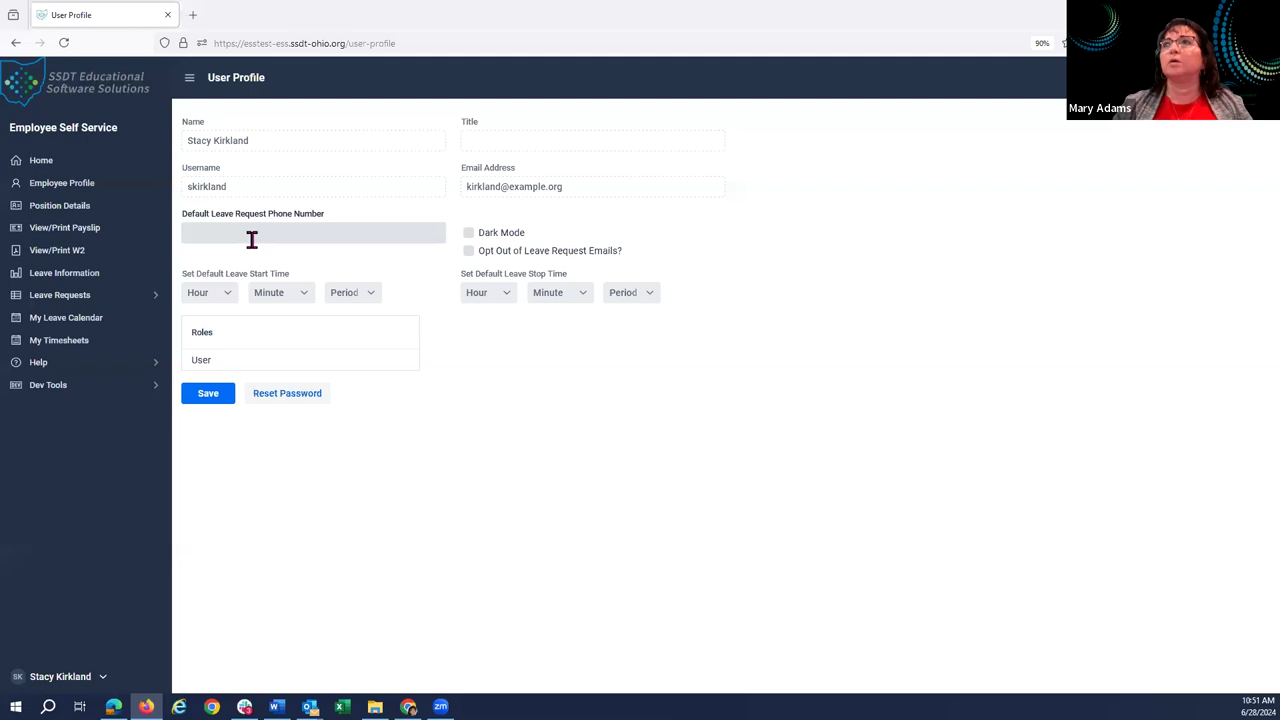 User Profile
https://esstest-ess.ssdt-ohio.org/
90%
SSDT Educational
Software Solutions
User Profile
Mary Adams
Employee Self Service
Home
Employee Profile
Position Details
View/Print Payslip
View/Print W2
Leave Information
Leave Requests
My Leave Calendar
My Timesheets
Help
Dev Tools
Name
Title
Stacy Kirkland
Username
Email Address
skirkland
kirkland@example.org
Default Leave Request Phone Number
Dark Mode
Opt Out of Leave Request Emails?
Set Default Leave Start Time
Set Default Leave Stop Time
Hour Minute Period
Hour Minute Period
Roles
User
Save
Reset Password
SK Stacy Kirkland
10:51 AM
6/28/2024